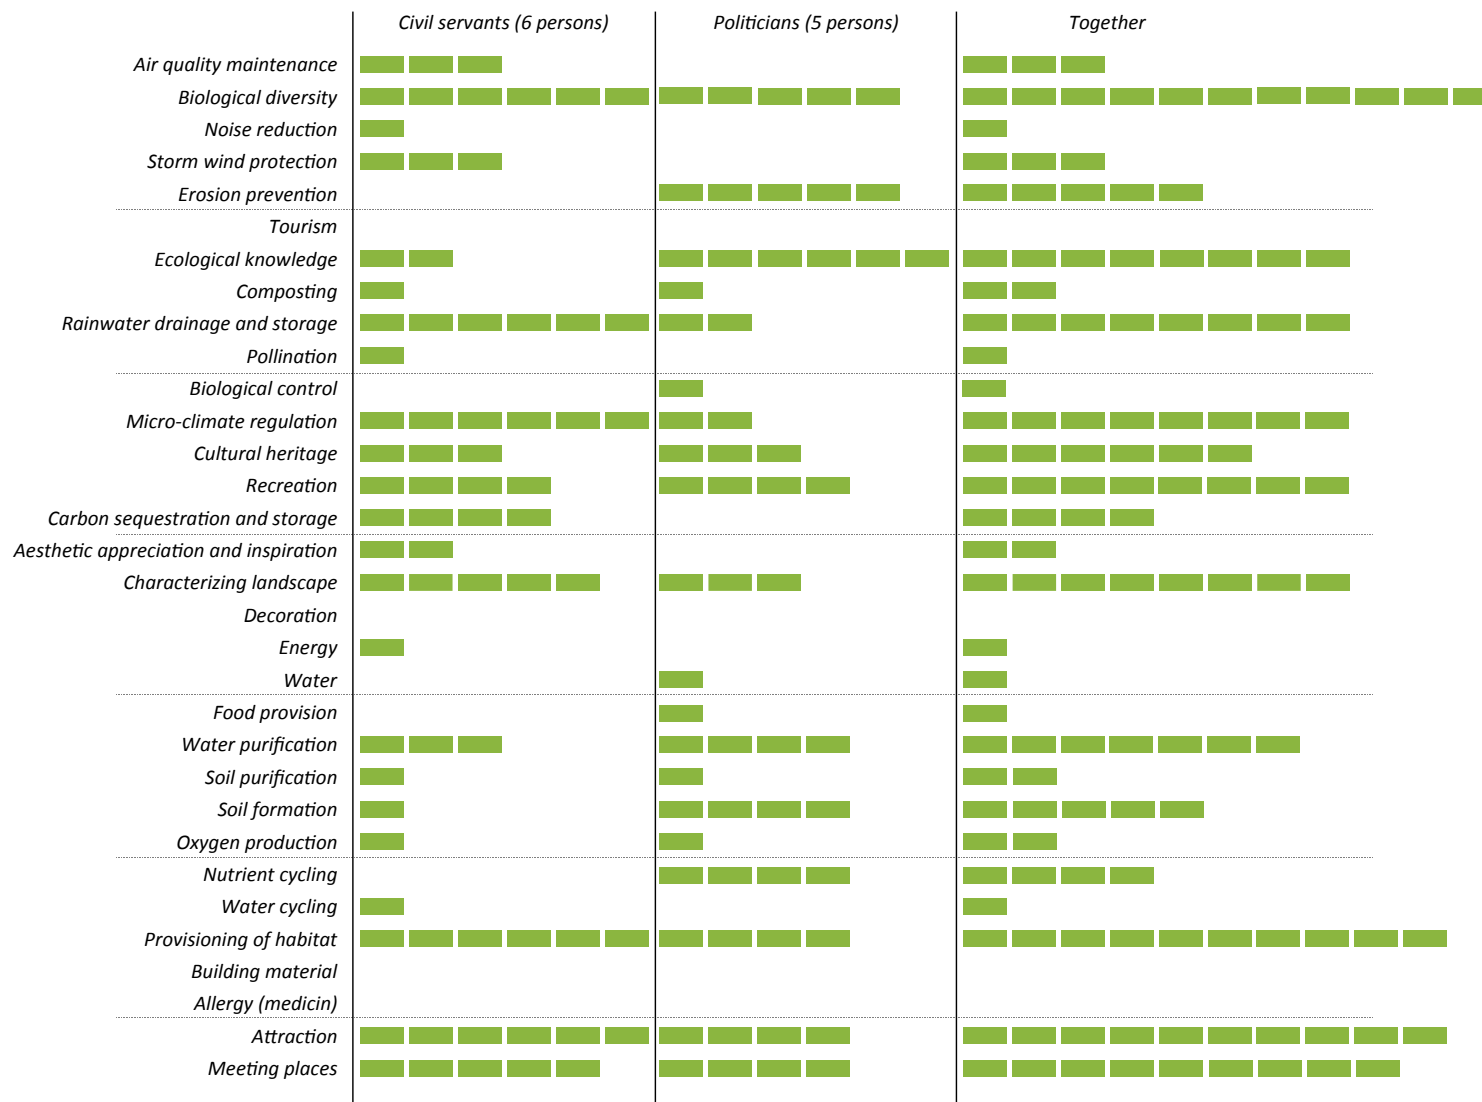 Civil servants (6 persons) Politicians (5 persons) Together
Air quality maintenance
Biological diversity
Noise reduction
Storm wind protection
Erosion prevention
Tourism
Ecological knowledge
Composting
Rainwater drainage and storage
Pollination
Biological control
Micro-climate regulation
Cultural heritage
Recreation
Carbon sequestration and storage
Aesthetic appreciation and inspiration
Characterizing landscape
Decoration
Energy
Water
Food provision
Water purification
Soil purification
Soil formation
Oxygen production
Nutrient cycling
Water cycling
Provisioning of habitat
Building material
Allergy (medicin)
Attraction
Meeting places